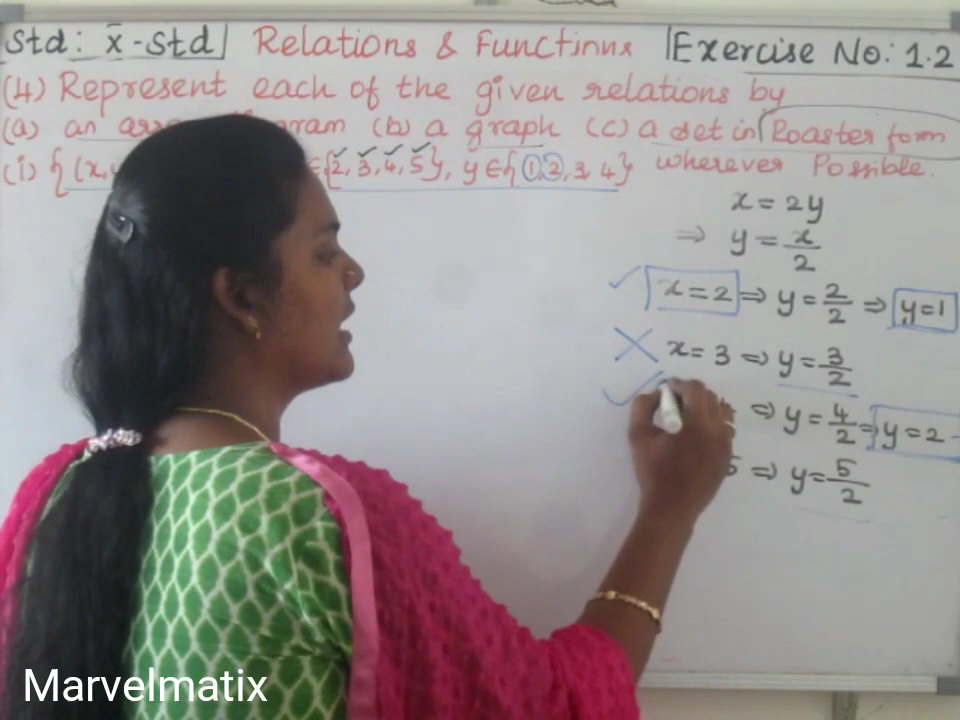 Std: x - Std Relations & Functions Exercise No: 1.2
(4) Represent each of the given relations by
(a) an gram (b) a graph (c) a set in Roaster form
(i) {(x, ∈{2, 3, 4, 5}, y∈{1, 2, 3, 4} wherever Possible.
x = 2y
⇒ y = x/2
✓ x = 2 ⇒ y = 2/2 ⇒ y=1
✗ x = 3 ⇒ y = 3/2
✓ ⇒ y = 4/2 ⇒ y = 2
5 ⇒ y = 5/2
Marvelmatix